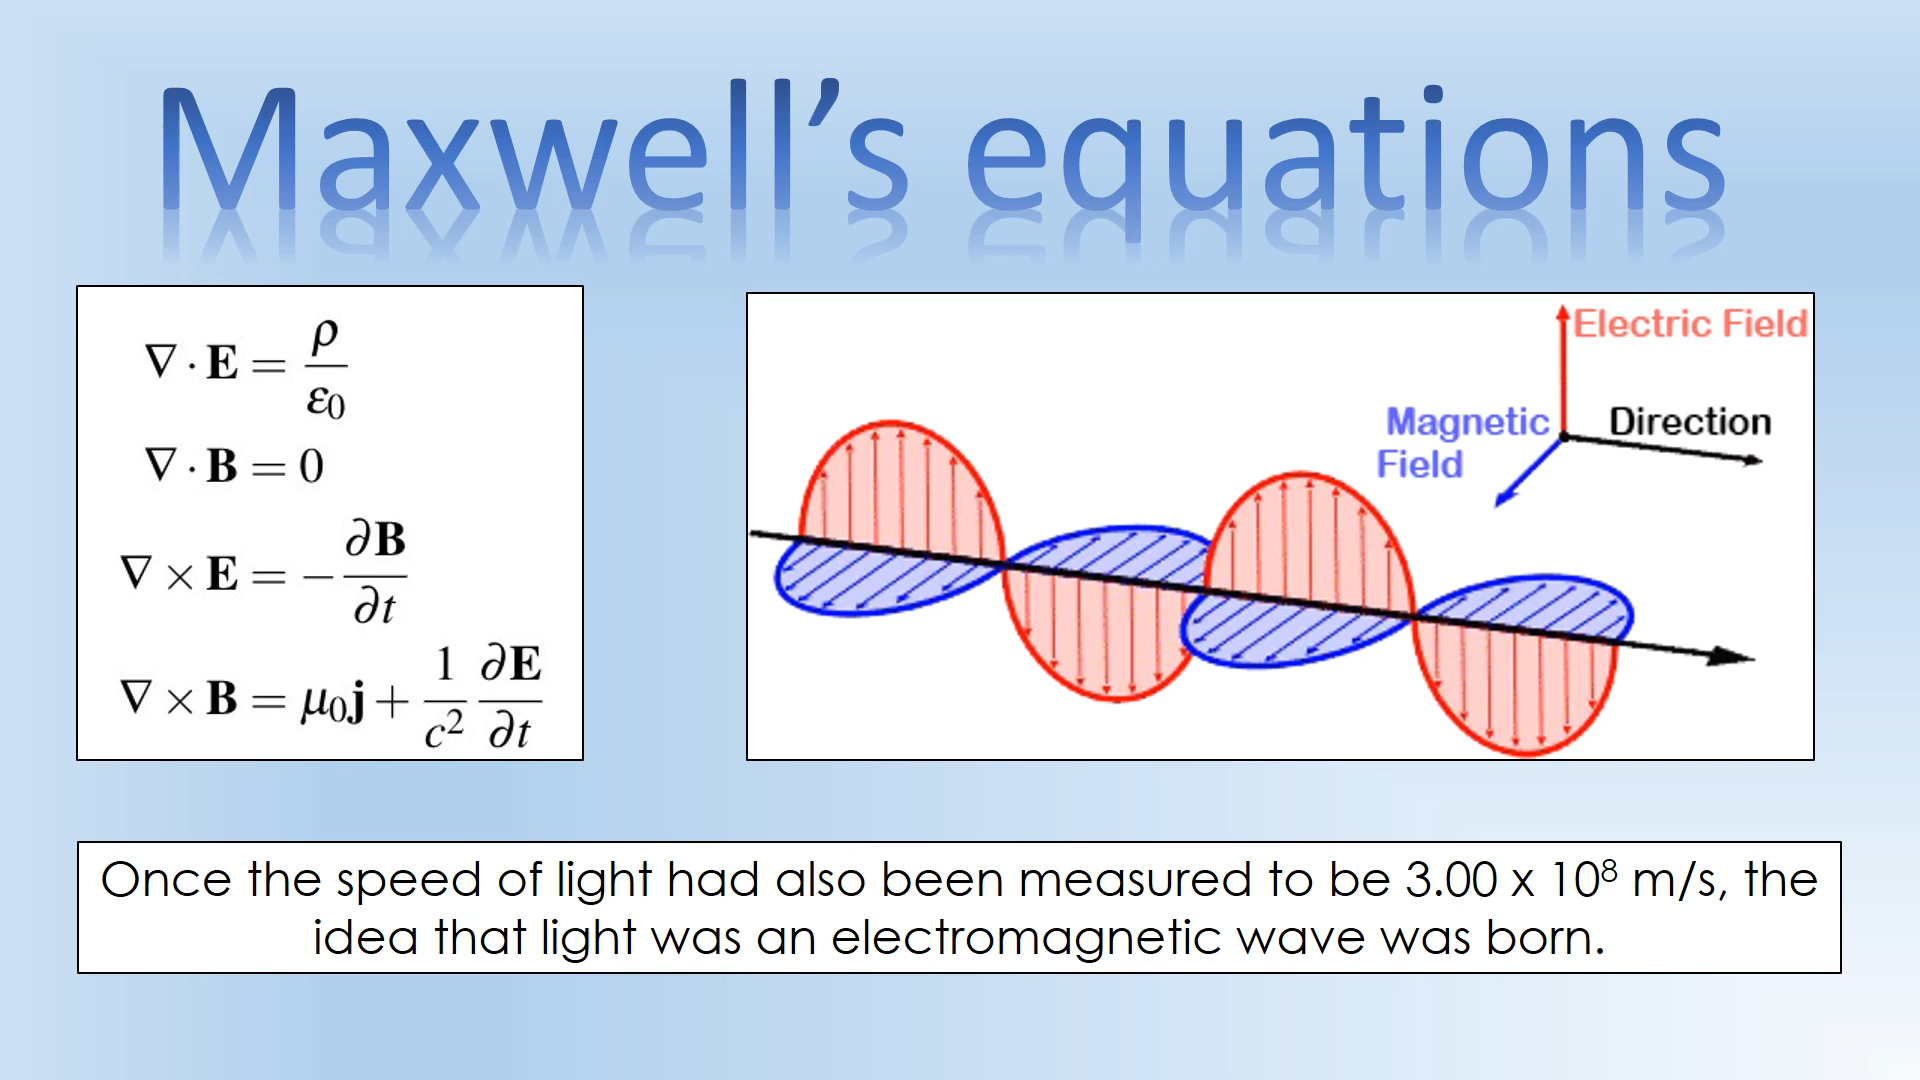 Maxwell’s equations
∇ · E = ρ/ε₀
∇ · B = 0
∇ × E = −∂B/∂t
∇ × B = μ₀j + 1/c² ∂E/∂t
Electric Field
Magnetic Direction
Field
Once the speed of light had also been measured to be 3.00 x 10⁸ m/s, the
idea that light was an electromagnetic wave was born.